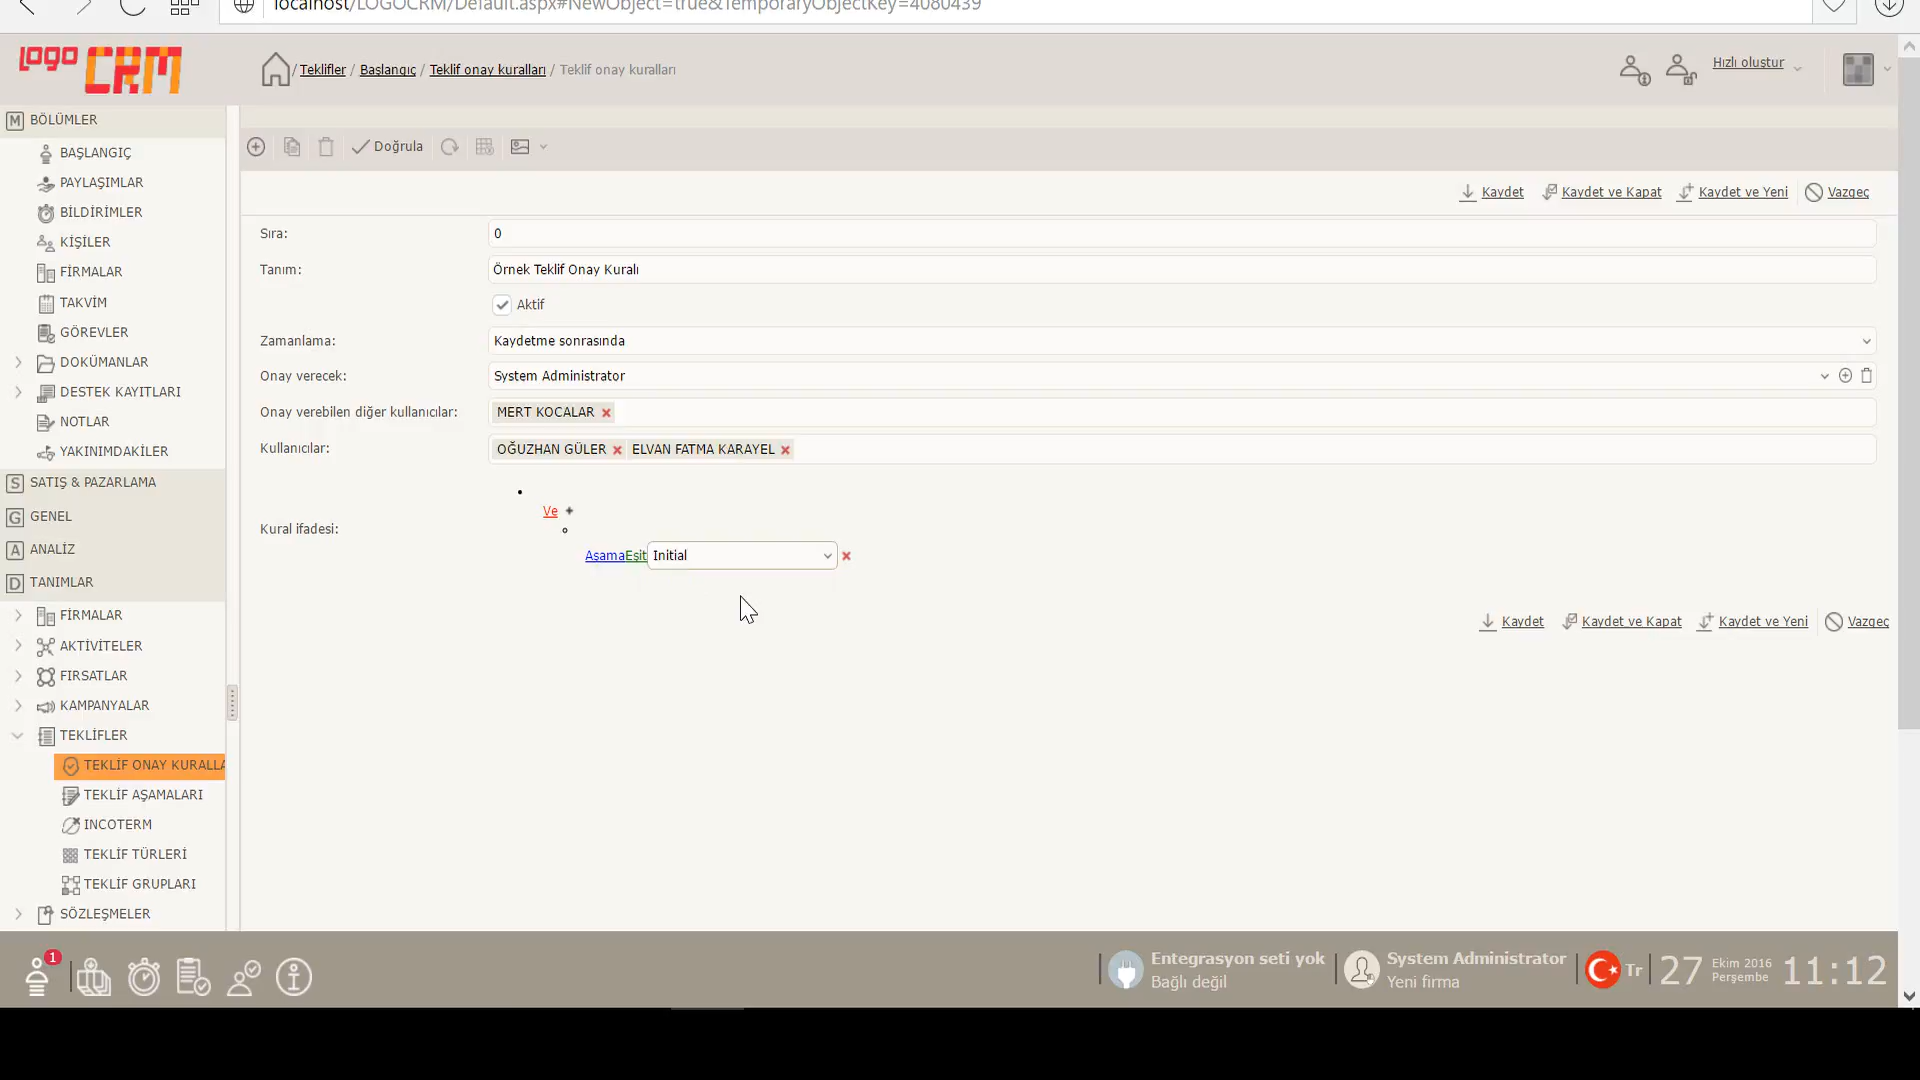 localhost/LOGOCRM/Default.aspx#NewObject=true&TemporaryObjectKey=4080439
LOGO CRM
/ Teklifler / Başlangıç / Teklif onay kuralları / Teklif onay kuralları
Hızlı oluştur
M BÖLÜMLER
BAŞLANGIÇ
PAYLAŞIMLAR
BİLDİRİMLER
KİŞİLER
FİRMALAR
TAKVİM
GÖREVLER
DOKÜMANLAR
DESTEK KAYITLARI
NOTLAR
YAKINIMDAKİLER
S SATIŞ & PAZARLAMA
G GENEL
A ANALİZ
D TANIMLAR
FİRMALAR
AKTİVİTELER
FIRSATLAR
KAMPANYALAR
TEKLİFLER
TEKLİF ONAY KURALLA
TEKLİF AŞAMALARI
INCOTERM
TEKLİF TÜRLERİ
TEKLİF GRUPLARI
SÖZLEŞMELER
Doğrula
Kaydet Kaydet ve Kapat Kaydet ve Yeni Vazgeç
Sıra: 0
Tanım: Örnek Teklif Onay Kuralı
Aktif
Zamanlama: Kaydetme sonrasında
Onay verecek: System Administrator
Onay verebilen diğer kullanıcılar: MERT KOCALAR
Kullanıcılar: OĞUZHAN GÜLER ELVAN FATMA KARAYEL
Ve
Kural ifadesi:
AşamaEşit Initial
Kaydet Kaydet ve Kapat Kaydet ve Yeni Vazgeç
1
Entegrasyon seti yok
Bağlı değil
System Administrator
Yeni firma
Tr
27
Ekim 2016
Perşembe
11:12